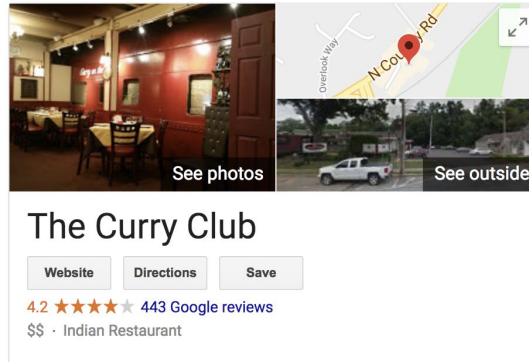 Overlook Way
N Country Rd
See photos
See outside
The Curry Club
Website
Directions
Save
4.2
443 Google reviews
$$ · Indian Restaurant